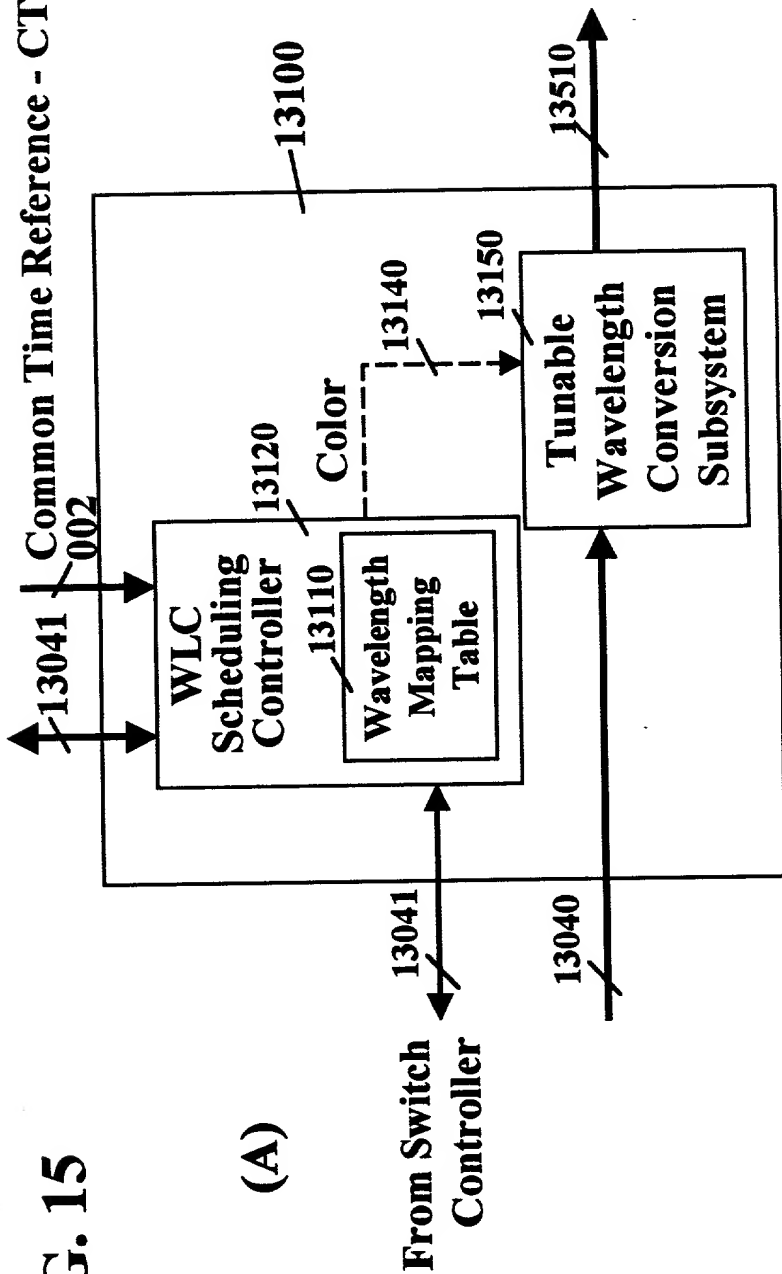 G. 15
(A)
Common Time Reference - CT
002
13041
13100
WLC
Scheduling
Controller
13120
13110
Wavelength
Mapping
Table
Color
13140
13150
Tunable
Wavelength
Conversion
Subsystem
13510
13041
From Switch
Controller
13040